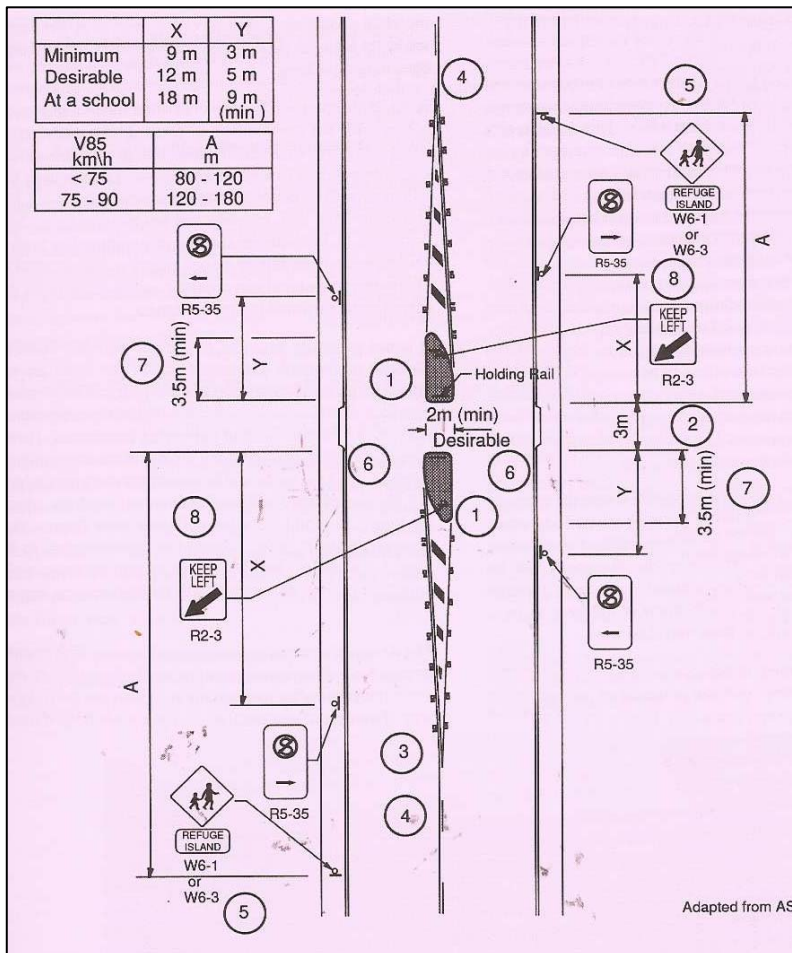 X Y
Minimum 9 m 3 m
Desirable 12 m 5 m
At a school 18 m 9 m
(min )
V85 A
km\h m
< 75 80 - 120
75 - 90 120 - 180
4
5
REFUGE
ISLAND
W6-1
or
W6-3
A
R5-35
R5-35
8
KEEP
LEFT
R2-3
X
7
3.5m (min)
Y
1
Holding Rail
2m (min)
Desirable
3m
2
6
6
Y
3.5m (min)
7
8
X
1
KEEP
LEFT
R2-3
R5-35
A
3
R5-35
4
REFUGE
ISLAND
W6-1
or
W6-3
5
Adapted from AS